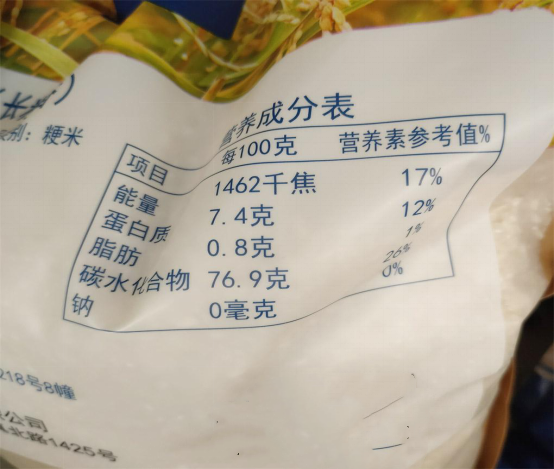 别: 粳米
营养成分表
项目 每100克 营养素参考值%
能量 1462千焦 17%
蛋白质 7.4克 12%
脂肪 0.8克 1%
碳水化合物 76.9克 26%
钠 0毫克 0%
218号8幢
公司
北路1425号